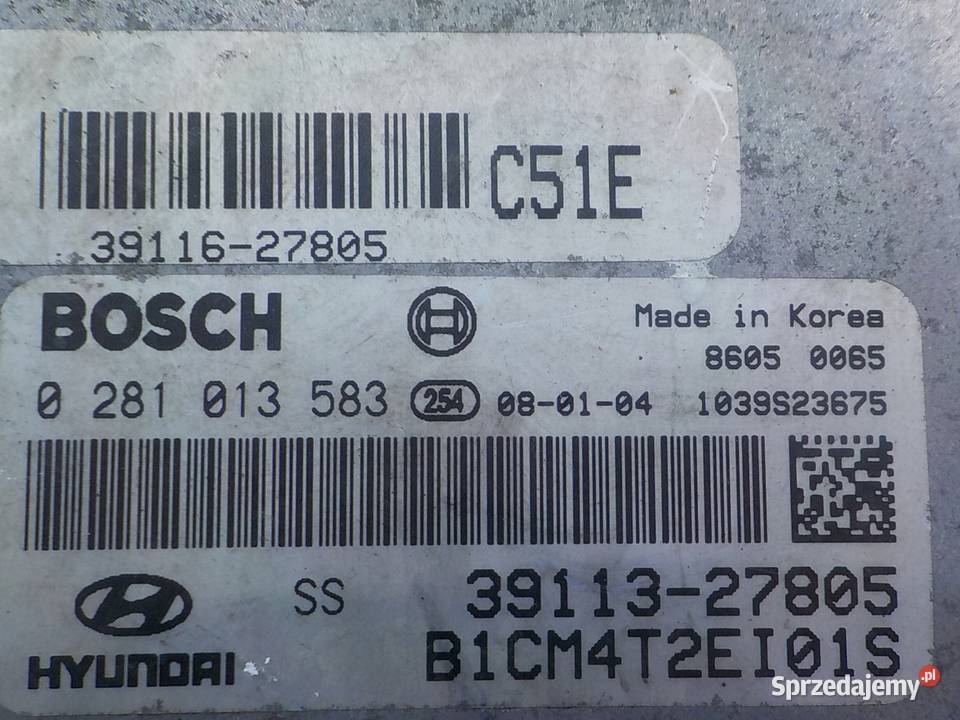 C51E
39116-27805
BOSCH
Made in Korea
8605 0065
0 281 013 583 254 08-01-04 1039S23675
SS 39113-27805
HYUNDAI B1CM4T2EI01S
Sprzedajemy.pl